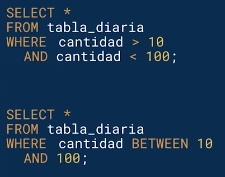 SELECT *
FROM tabla_diaria
WHERE cantidad > 10
AND cantidad < 100;
SELECT *
FROM tabla_diaria
WHERE cantidad BETWEEN 10
AND 100;